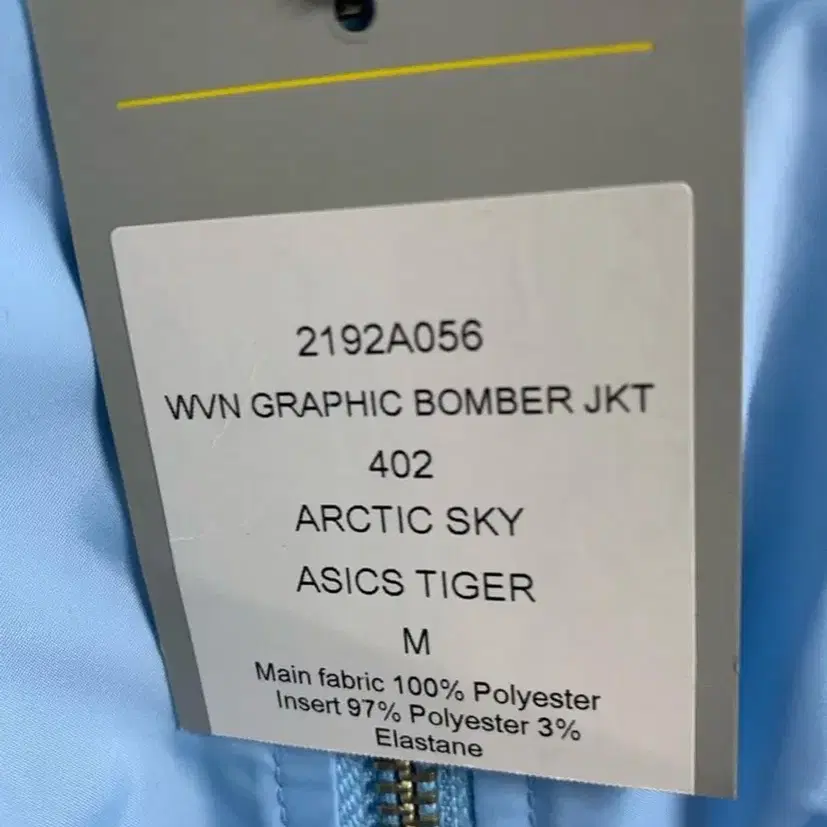 2192A056
WVN GRAPHIC BOMBER JKT
402
ARCTIC SKY
ASICS TIGER
M
Main fabric 100% Polyester
Insert 97% Polyester 3%
Elastane